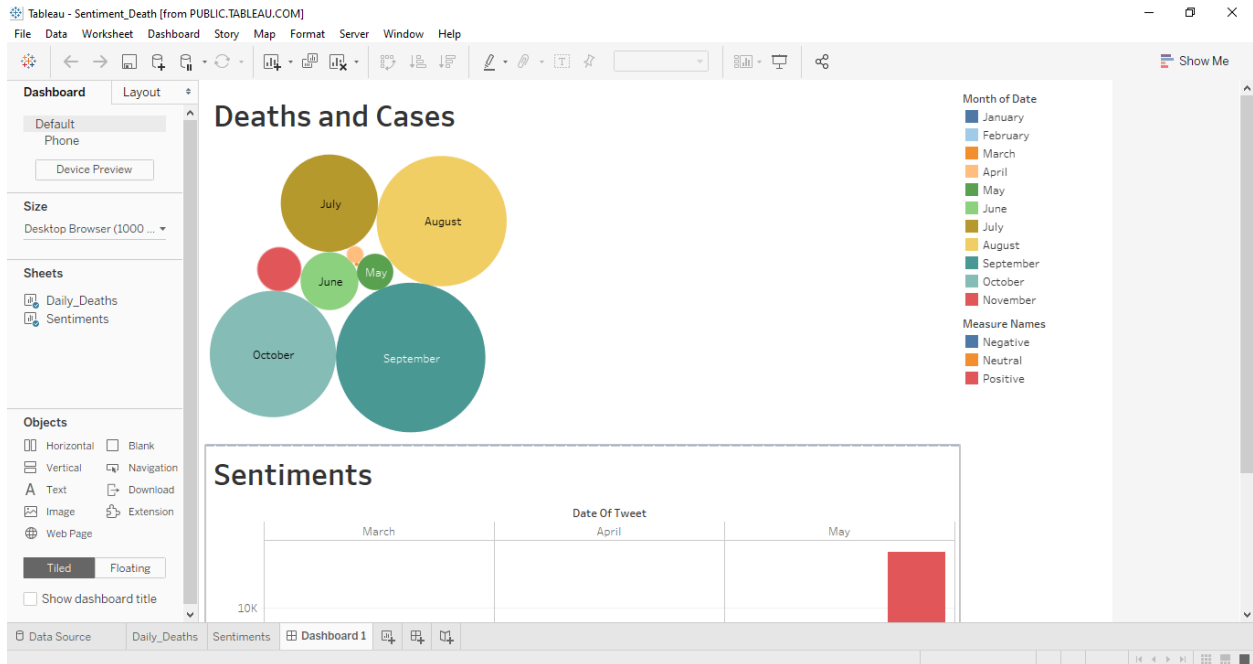 Tableau - Sentiment_Death [from PUBLIC.TABLEAU.COM]
File Data Worksheet Dashboard Story Map Format Server Window Help
Show Me
Dashboard
Layout
Default
Phone
Device Preview
Size
Desktop Browser (1000 ...
Sheets
Daily_Deaths
Sentiments
Objects
Horizontal Blank
Vertical Navigation
A Text Download
Image Extension
Web Page
Tiled Floating
Show dashboard title
Deaths and Cases
July
August
May
June
October
September
Month of Date
January
February
March
April
May
June
July
August
September
October
November
Measure Names
Negative
Neutral
Positive
Sentiments
Date Of Tweet
March April May
10K
Data Source Daily_Deaths Sentiments Dashboard 1